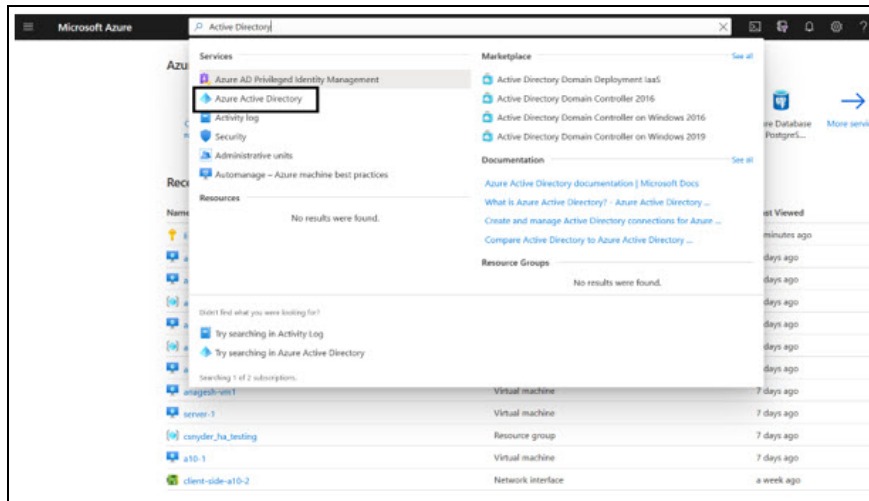 Microsoft Azure
Active Directory
Azu
Services
Azure AD Privileged Identity Management
Azure Active Directory
Activity log
Security
Administrative units
Automanage – Azure machine best practices
Resources
No results were found.
Marketplace
See all
Active Directory Domain Deployment IaaS
Active Directory Domain Controller 2016
Active Directory Domain Controller on Windows 2016
Active Directory Domain Controller on Windows 2019
Documentation
See all
Azure Active Directory documentation | Microsoft Docs
What is Azure Active Directory? - Azure Active Directory ...
Create and manage Active Directory connections for Azure ...
Compare Active Directory to Azure Active Directory ...
Resource Groups
No results were found.
Didn't find what you were looking for?
Try searching in Activity Log
Try searching in Azure Active Directory
Searching 1 of 2 subscriptions.
re Database
PostgreS...
More servi
Rece
Name
st Viewed
minutes ago
days ago
days ago
days ago
days ago
days ago
days ago
anagesh-vm1 Virtual machine 7 days ago
server-1 Virtual machine 7 days ago
csnyder_ha_testing Resource group 7 days ago
a10-1 Virtual machine 7 days ago
client-side-a10-2 Network interface a week ago